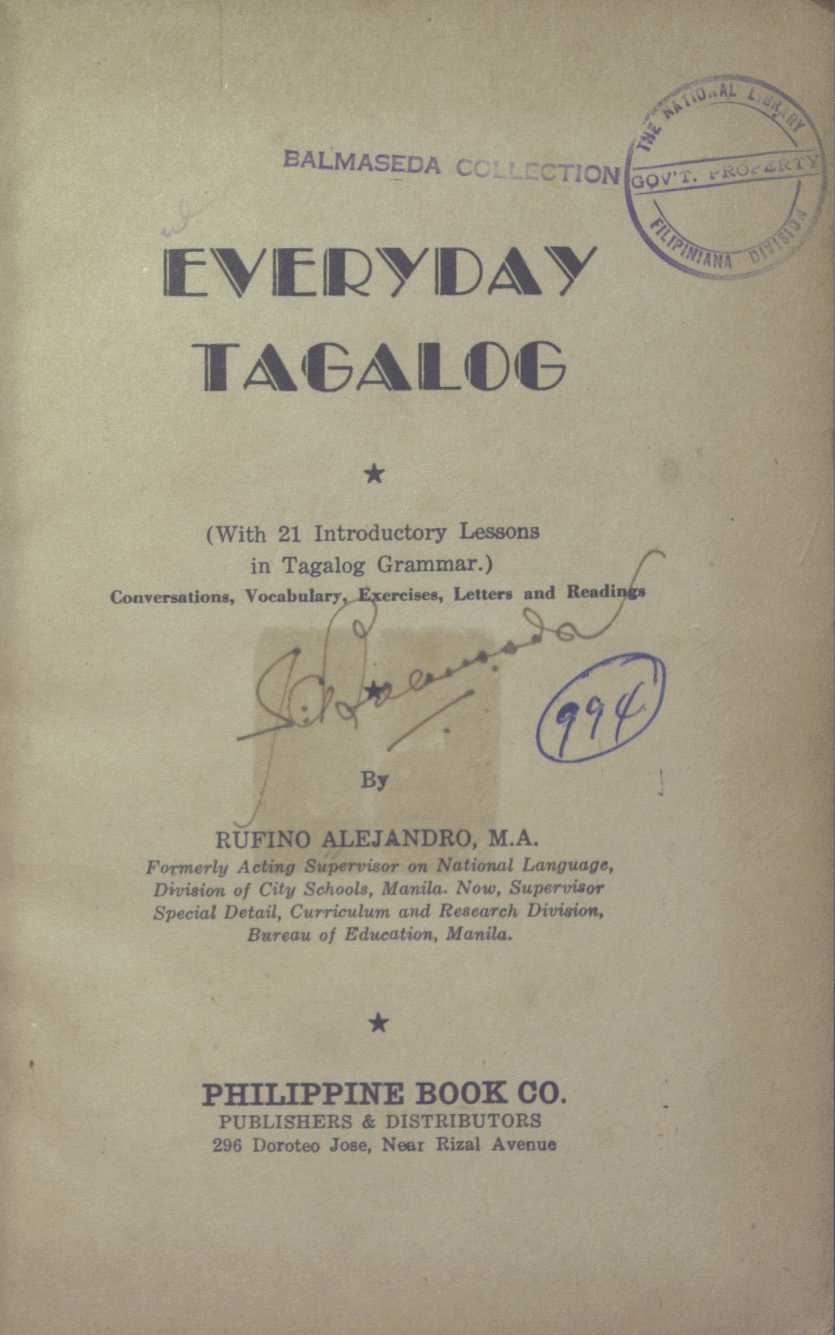 THE NATIONAL LIBRARY
BALMASEDA COLLECTION
GOV'T. PROPERTY
FILIPINIANA DIVISION
EVERYDAY
TAGALOG
★
(With 21 Introductory Lessons
in Tagalog Grammar.)
Conversations, Vocabulary, Exercises, Letters and Readings
★
994
By
RUFINO ALEJANDRO, M.A.
Formerly Acting Supervisor on National Language,
Division of City Schools, Manila. Now, Supervisor
Special Detail, Curriculum and Research Division,
Bureau of Education, Manila.
★
PHILIPPINE BOOK CO.
PUBLISHERS & DISTRIBUTORS
296 Doroteo Jose, Near Rizal Avenue